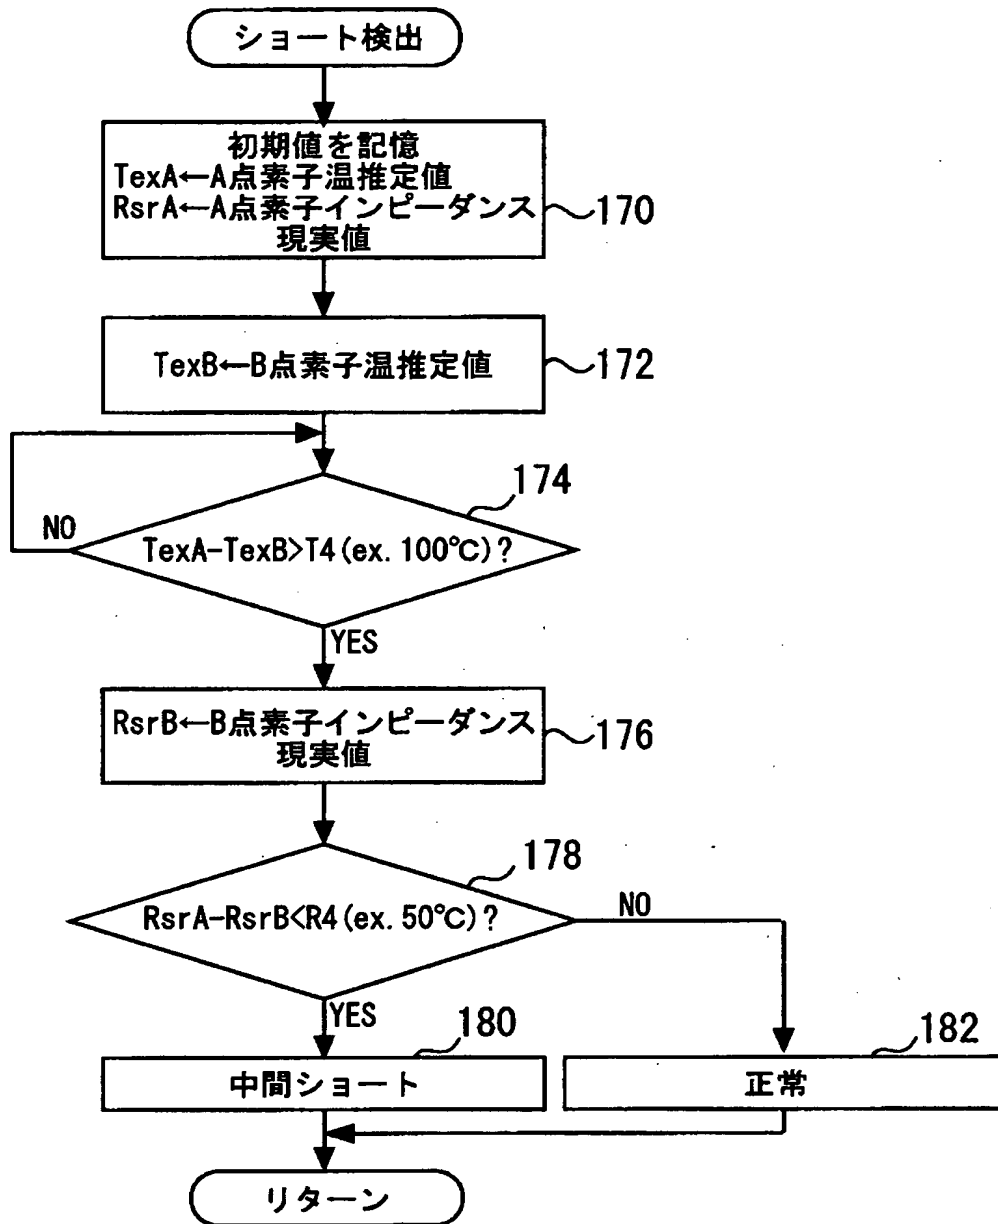 ショート検出
初期値を記憶
TexA←A点素子温推定値
RsrA←A点素子インピーダンス
現実値
170
TexB←B点素子温推定値
172
174
NO
TexA-TexB>T4(ex.100℃)?
YES
RsrB←B点素子インピーダンス
現実値
176
178
RsrA-RsrB<R4(ex.50℃)?
NO
YES
180
182
中間ショート
正常
リターン